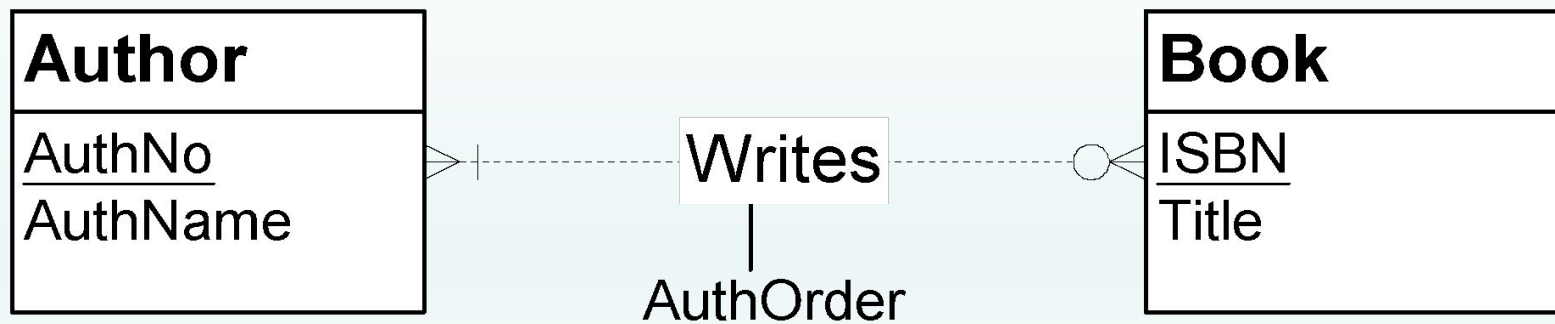 Author
AuthNo
AuthName
Writes
AuthOrder
Book
ISBN
Title